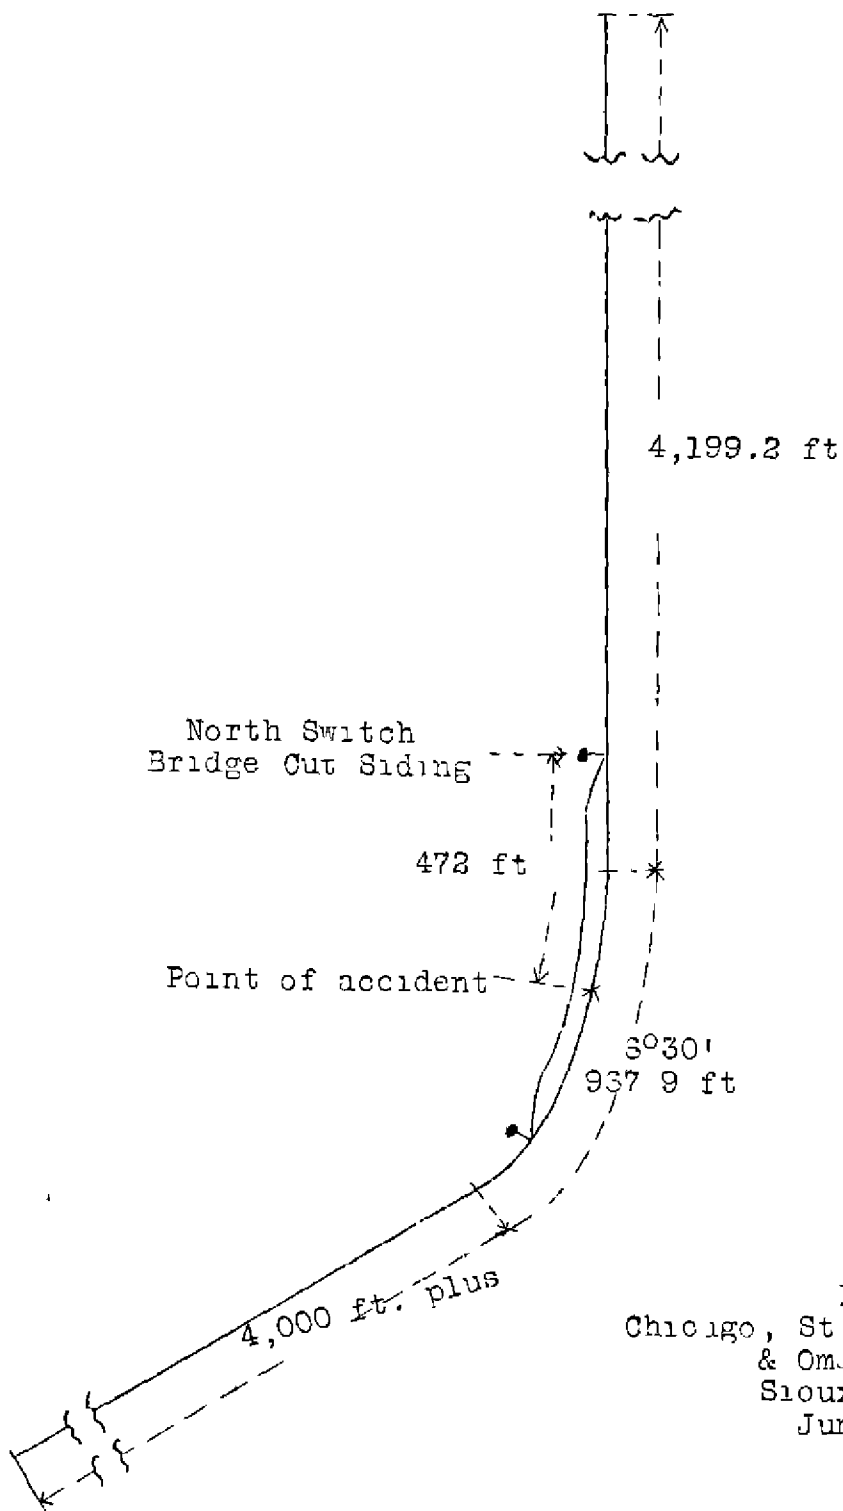 4,199.2 ft
North Switch
Bridge Cut Siding
472 ft
Point of accident
6°30'
937 9 ft
4,000 ft. plus
Chicago, St
& Om
Sioux
Jun